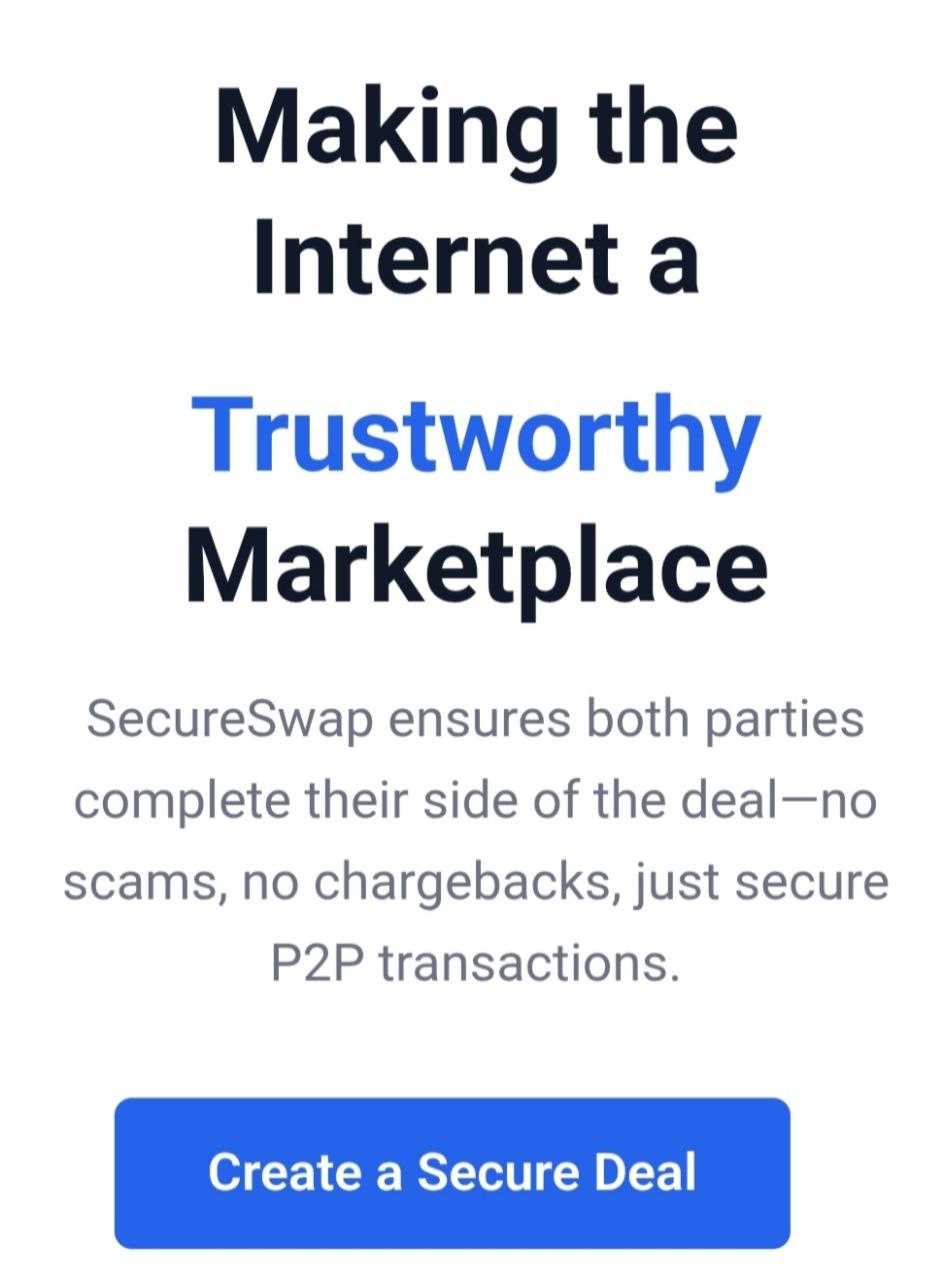 Making the
Internet a
Trustworthy
Marketplace
SecureSwap ensures both parties
complete their side of the deal—no
scams, no chargebacks, just secure
P2P transactions.
Create a Secure Deal